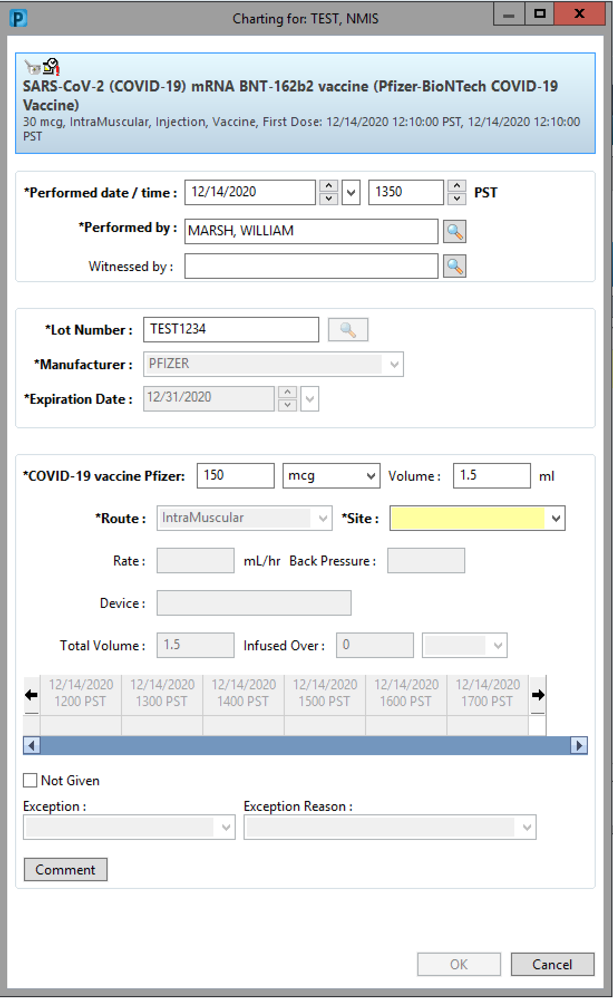 P
Charting for: TEST, NMIS
X
SARS-CoV-2 (COVID-19) mRNA BNT-162b2 vaccine (Pfizer-BioNTech COVID-19
Vaccine)
30 mcg, IntraMuscular, Injection, Vaccine, First Dose: 12/14/2020 12:10:00 PST, 12/14/2020 12:10:00
PST
*Performed date / time : 12/14/2020 1350 PST
*Performed by : MARSH, WILLIAM
Witnessed by :
*Lot Number : TEST1234
*Manufacturer : PFIZER
*Expiration Date : 12/31/2020
*COVID-19 vaccine Pfizer: 150 mcg Volume : 1.5 ml
*Route : IntraMuscular *Site :
Rate : mL/hr Back Pressure :
Device :
Total Volume : 1.5 Infused Over : 0
12/14/2020 12/14/2020 12/14/2020 12/14/2020 12/14/2020 12/14/2020
1200 PST 1300 PST 1400 PST 1500 PST 1600 PST 1700 PST
Not Given
Exception : Exception Reason :
Comment
OK Cancel